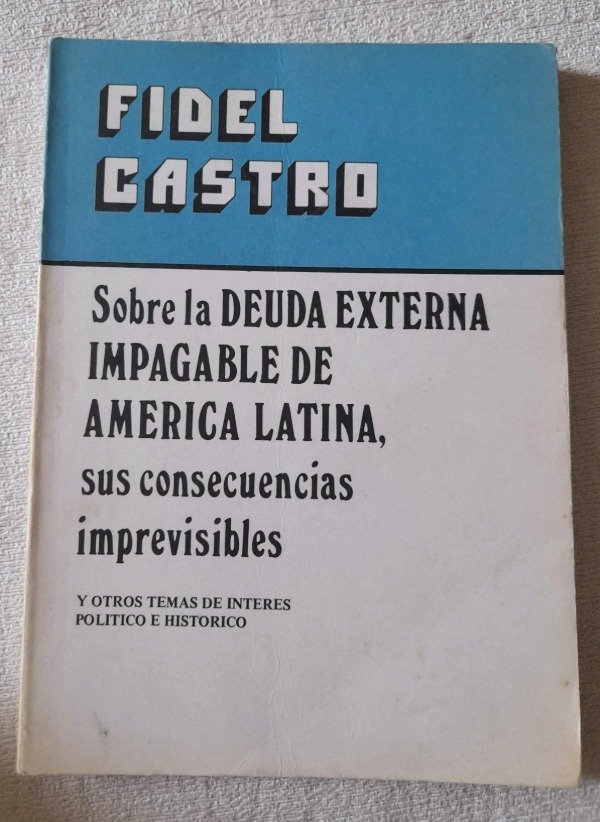 FIDEL
CASTRO
Sobre la DEUDA EXTERNA
IMPAGABLE DE
AMERICA LATINA,
sus consecuencias
imprevisibles
Y OTROS TEMAS DE INTERES
POLITICO E HISTORICO